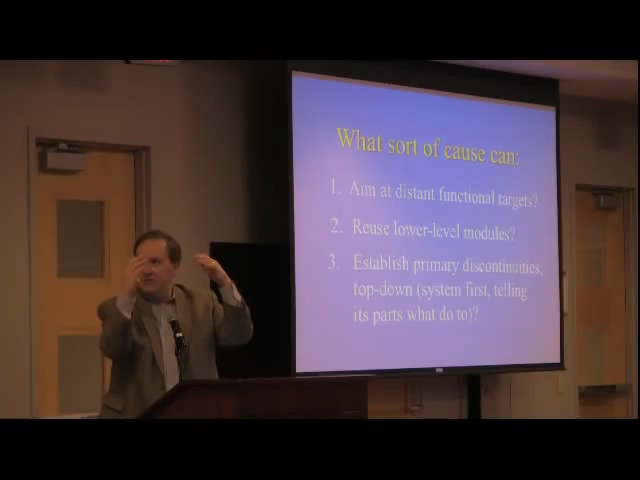 What sort of cause can:
1. Aim at distant functional targets?
2. Reuse lower-level modules?
3. Establish primary discontinuities,
top-down (system first, telling
its parts what do to)?